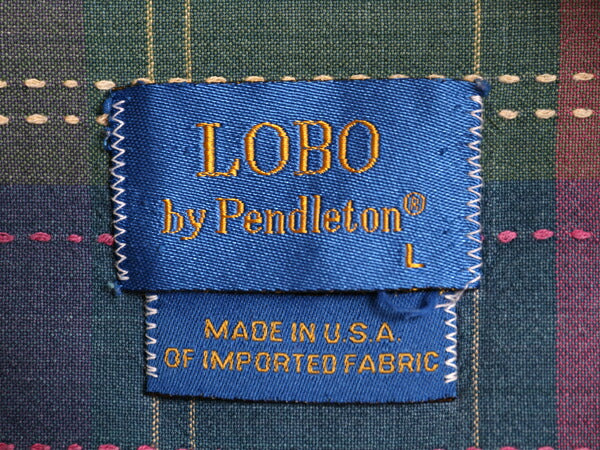 LOBO
by Pendleton®
L
MADE IN U.S.A.
OF IMPORTED FABRIC